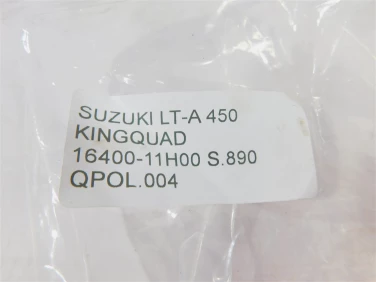 SUZUKI LT-A 450
KINGQUAD
16400-11H00 S.890
QPOL.004